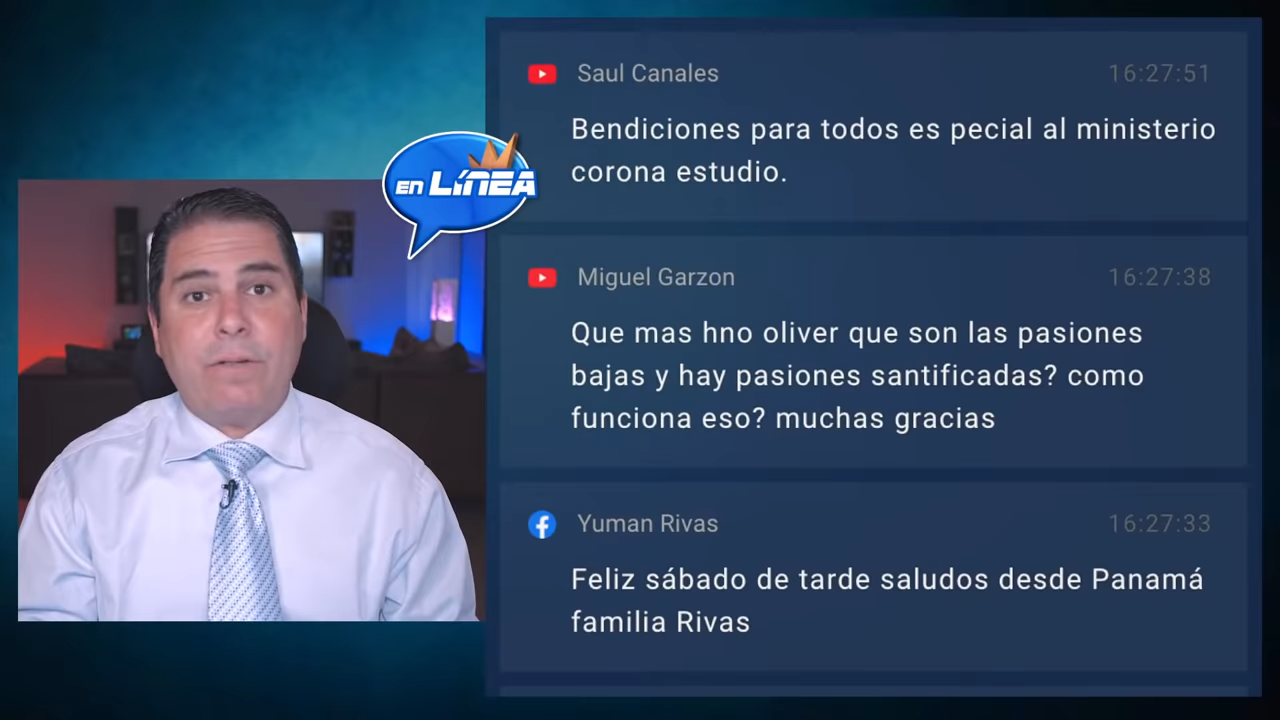 EN LÍNEA
Saul Canales 16:27:51
Bendiciones para todos es pecial al ministerio
corona estudio.
Miguel Garzon 16:27:38
Que mas hno oliver que son las pasiones
bajas y hay pasiones santificadas? como
funciona eso? muchas gracias
Yuman Rivas 16:27:33
Feliz sábado de tarde saludos desde Panamá
familia Rivas